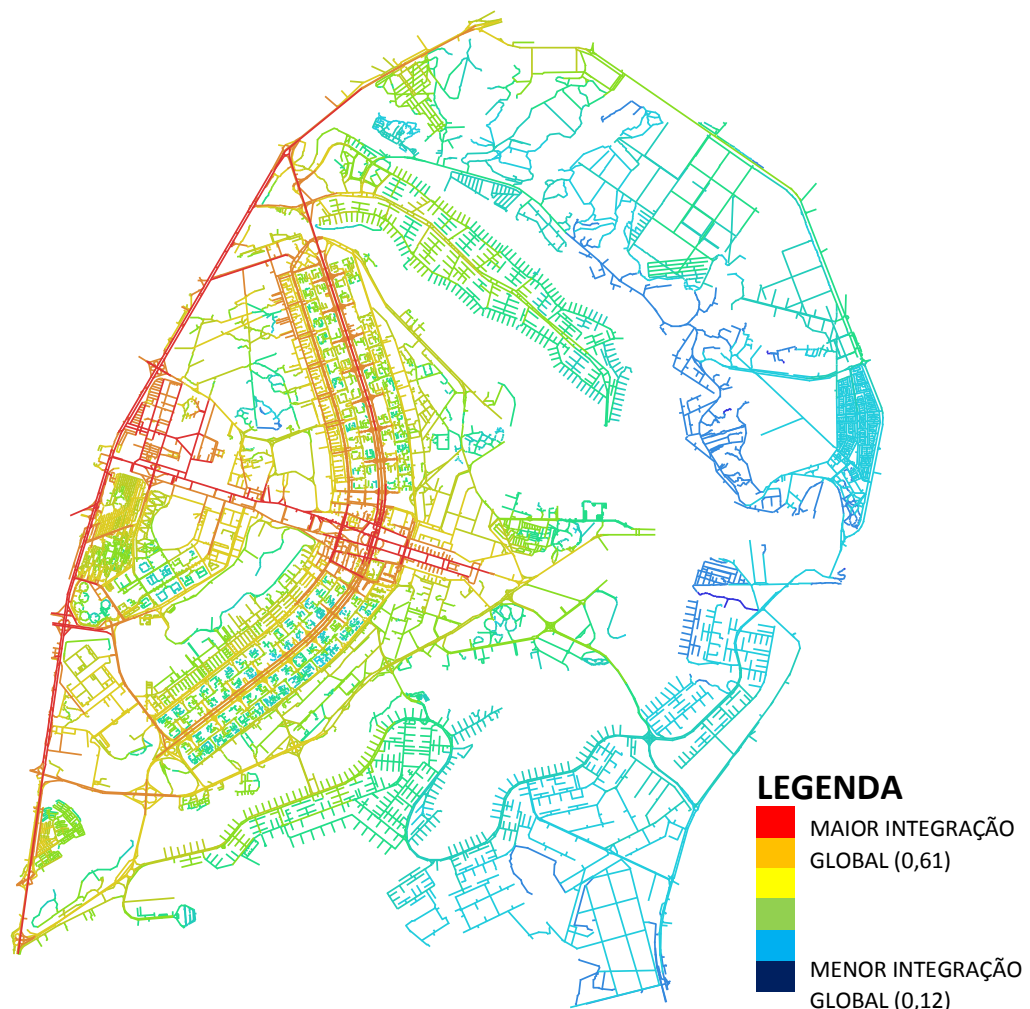 LEGENDA
MAIOR INTEGRAÇÃO
GLOBAL (0,61)
MENOR INTEGRAÇÃO
GLOBAL (0,12)